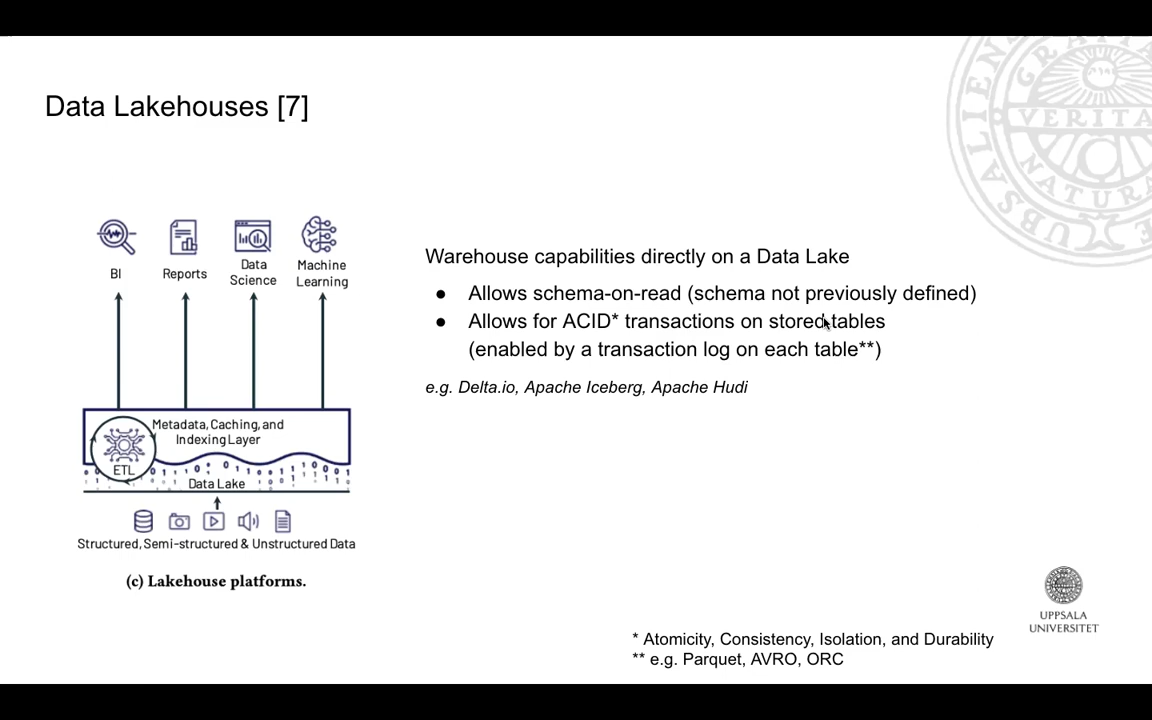 Data Lakehouses [7]
BI
Reports
Data
Science
Machine
Learning
Metadata, Caching, and
Indexing Layer
ETL
Data Lake
Structured, Semi-structured & Unstructured Data
(c) Lakehouse platforms.
Warehouse capabilities directly on a Data Lake
● Allows schema-on-read (schema not previously defined)
● Allows for ACID* transactions on stored tables
(enabled by a transaction log on each table**)
e.g. Delta.io, Apache Iceberg, Apache Hudi
UPPSALA
UNIVERSITET
* Atomicity, Consistency, Isolation, and Durability
** e.g. Parquet, AVRO, ORC